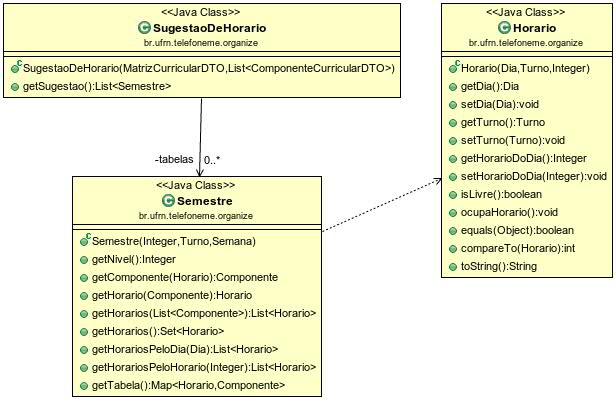 <<Java Class>>
SugestaoDeHorario
br.ufrn.telefoneme.organize
SugestaoDeHorario(MatrizCurricularDTO,List<ComponenteCurricularDTO>)
getSugestao():List<Semestre>
-tabelas 0..*
<<Java Class>>
Semestre
br.ufrn.telefoneme.organize
Semestre(Integer,Turno,Semana)
getNivel():Integer
getComponente(Horario):Componente
getHorario(Componente):Horario
getHorarios(List<Componente>):List<Horario>
getHorarios():Set<Horario>
getHorariosPeloDia(Dia):List<Horario>
getHorariosPeloHorario(Integer):List<Horario>
getTabela():Map<Horario,Componente>
<<Java Class>>
Horario
br.ufrn.telefoneme.organize
Horario(Dia,Turno,Integer)
getDia():Dia
setDia(Dia):void
getTurno():Turno
setTurno(Turno):void
getHorarioDoDia():Integer
setHorarioDoDia(Integer):void
isLivre():boolean
ocupaHorario():void
equals(Object):boolean
compareTo(Horario):int
toString():String